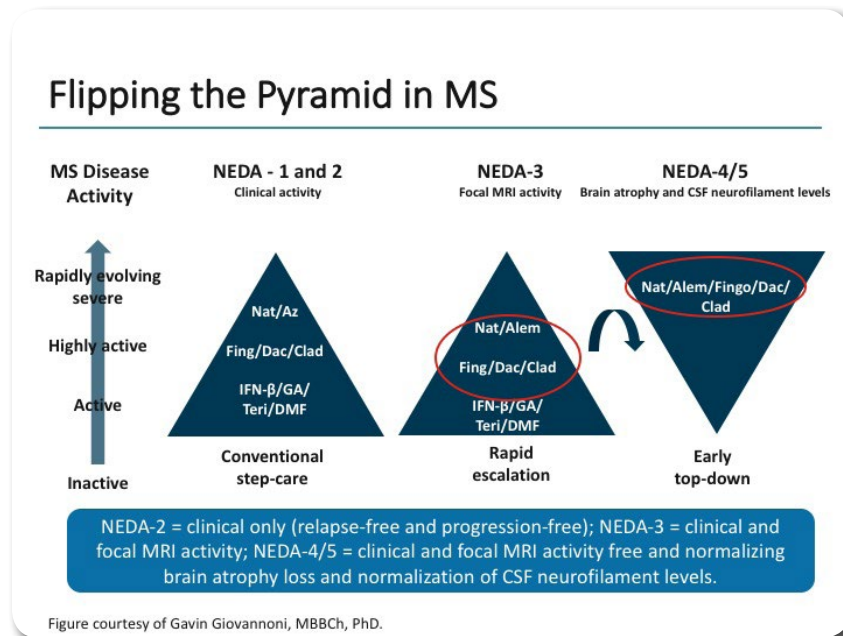 Flipping the Pyramid in MS
MS Disease
Activity
NEDA - 1 and 2
Clinical activity
NEDA-3
Focal MRI activity
NEDA-4/5
Brain atrophy and CSF neurofilament levels
Rapidly evolving
severe
Highly active
Active
Inactive
Nat/Az
Fing/Dac/Clad
IFN-β/GA/
Teri/DMF
Conventional
step-care
Nat/Alem
Fing/Dac/Clad
IFN-β/GA/
Teri/DMF
Rapid
escalation
Nat/Alem/Fingo/Dac/
Clad
Early
top-down
NEDA-2 = clinical only (relapse-free and progression-free); NEDA-3 = clinical and
focal MRI activity; NEDA-4/5 = clinical and focal MRI activity free and normalizing
brain atrophy loss and normalization of CSF neurofilament levels.
Figure courtesy of Gavin Giovannoni, MBBCh, PhD.